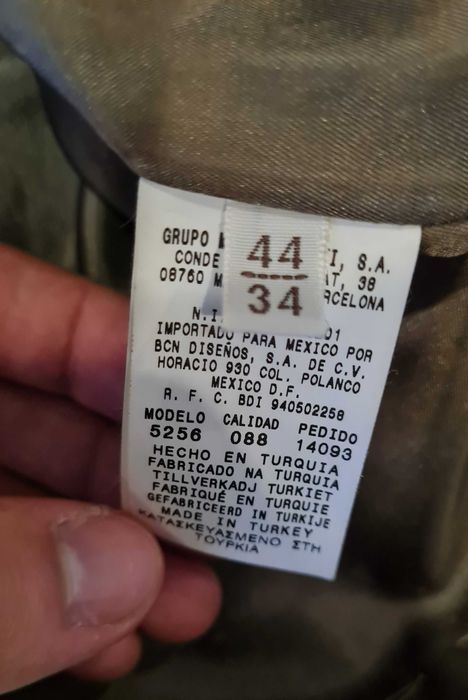 44
34
GRUPO I, S.A.
CONDE AT, 38
08760 M RCELONA
N.I. 01
IMPORTADO PARA MEXICO POR
BCN DISEÑOS, S.A. DE C.V.
HORACIO 930 COL. POLANCO
MEXICO D.F.
R. F. C. BDI 940502258
MODELO CALIDAD PEDIDO
5256 088 14093
HECHO EN TURQUIA
FABRICADO NA TURQUIA
TILLVERKADJ TURKIET
FABRIQUÉ EN TURQUIE
GEFABRICEERD IN TURKIJE
MADE IN TURKEY
ΚΑΤΑΣΚΕΥΑΣΜΕΝΟ ΣΤΗ
ΤΟΥΡΚΙΑ